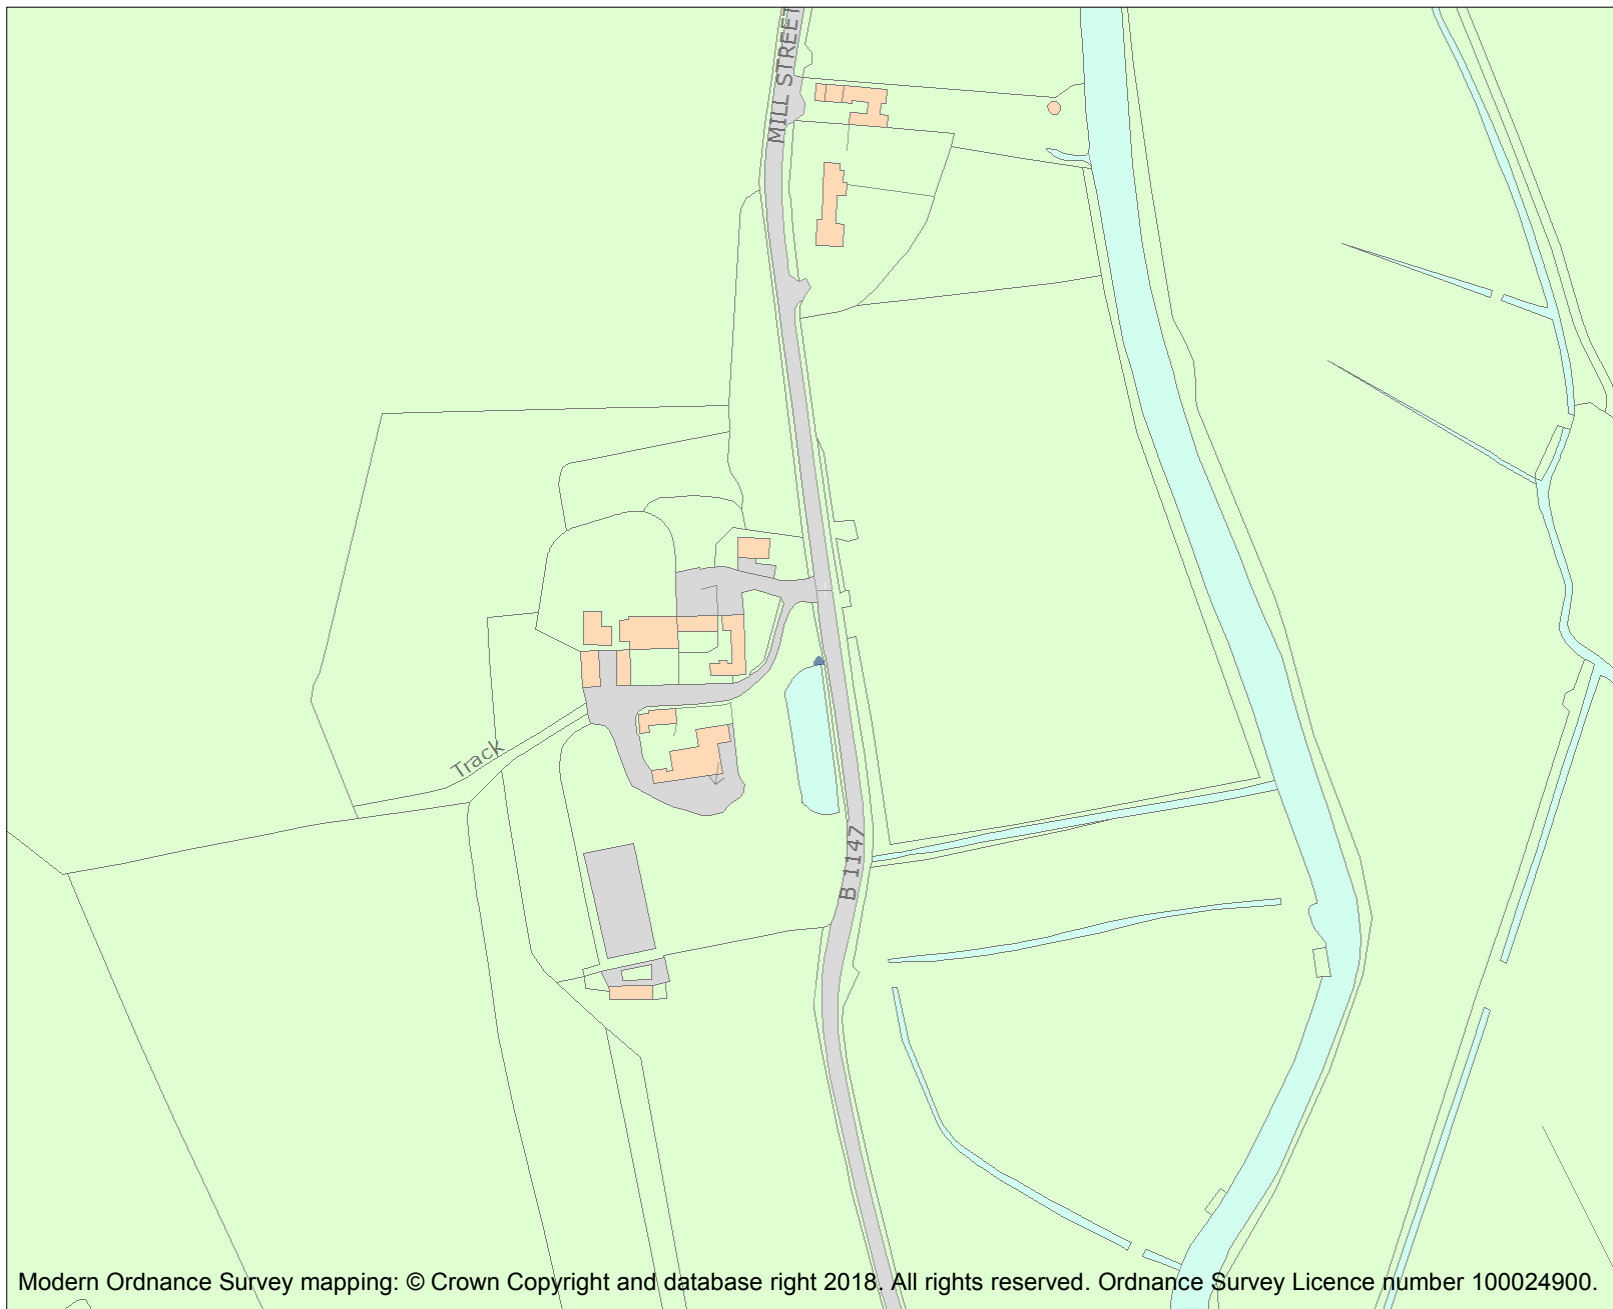 MILL STREET
Track
B 1147
Modern Ordnance Survey mapping: © Crown Copyright and database right 2018. All rights reserved. Ordnance Survey Licence number 100024900.